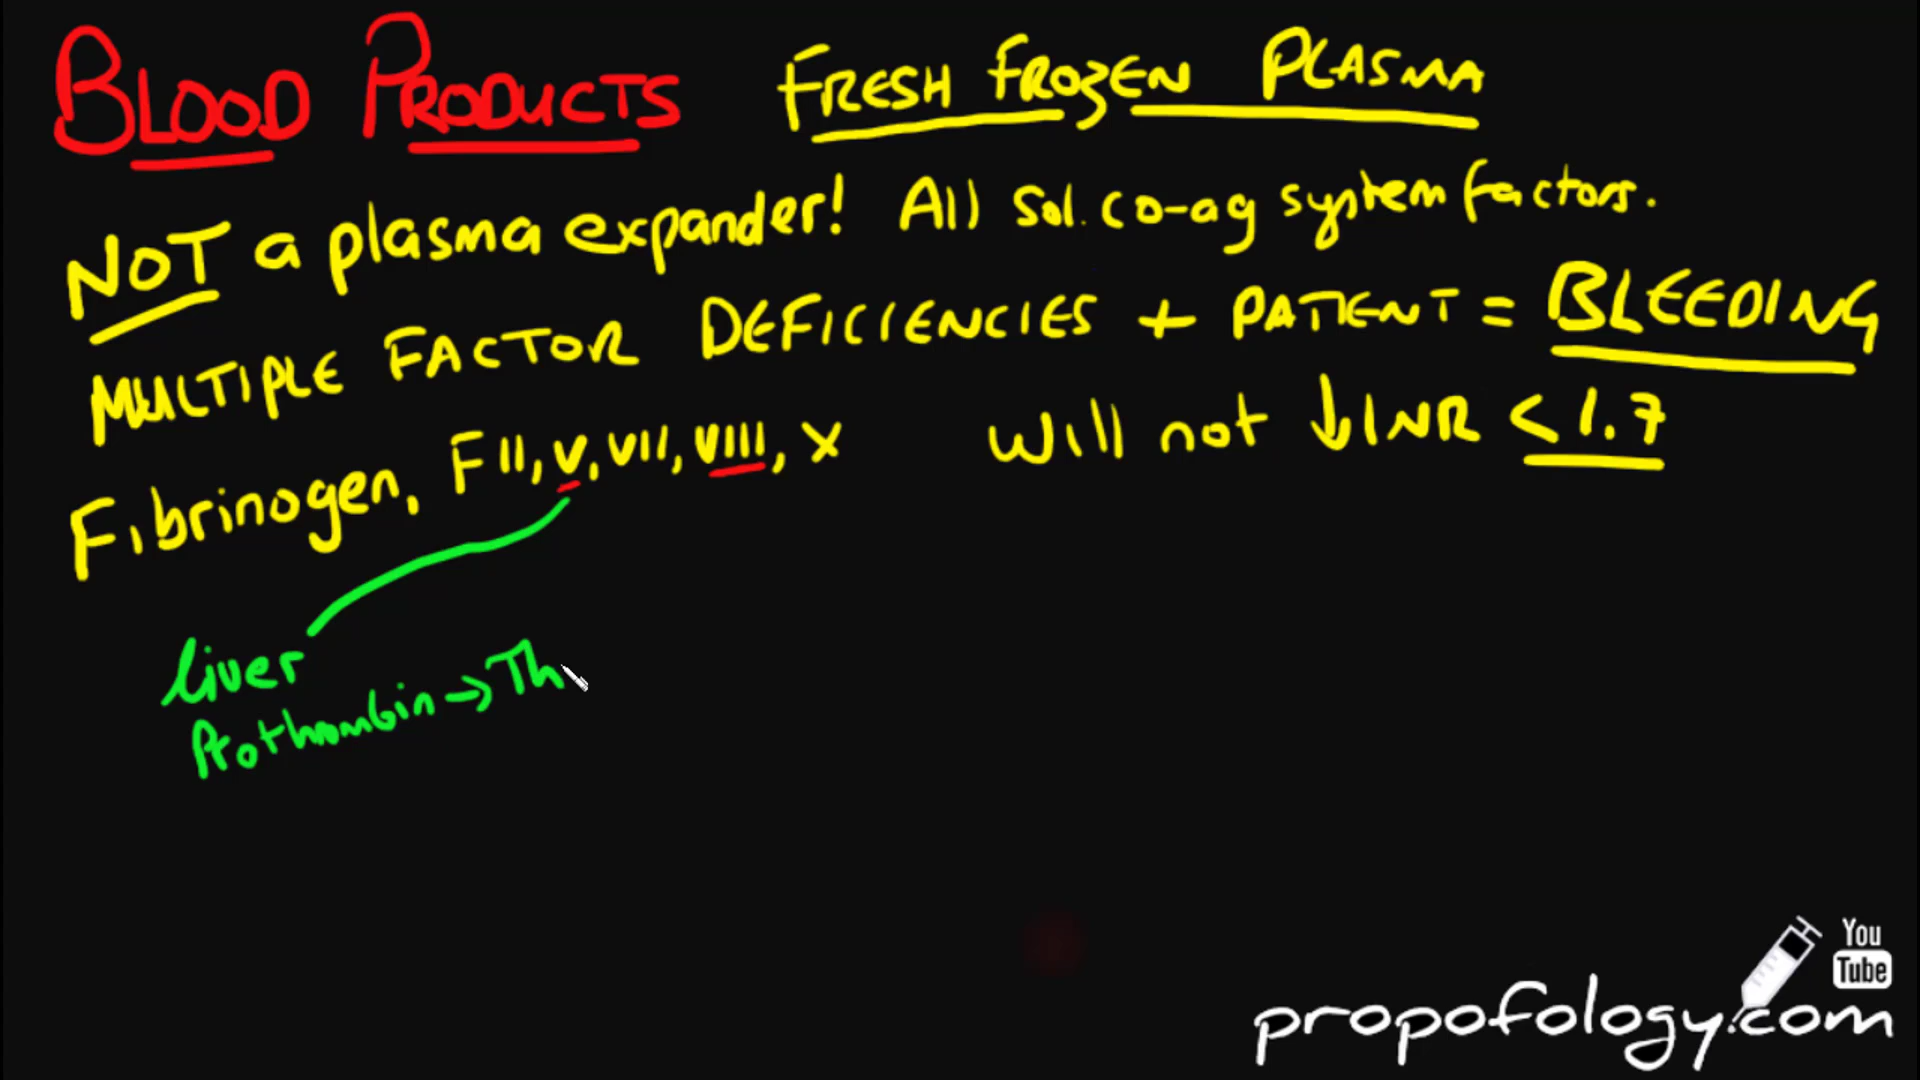 BLOOD PRODUCTS FRESH FROZEN PLASMA
NOT a plasma expander! All sol. co-ag system factors.
MULTIPLE FACTOR DEFICIENCIES + PATIENT = BLEEDING
Fibrinogen, FII, V, VII, VIII, X Will not ↓INR < 1.7
liver
Prothrombin → Th
You
Tube
propofology.com